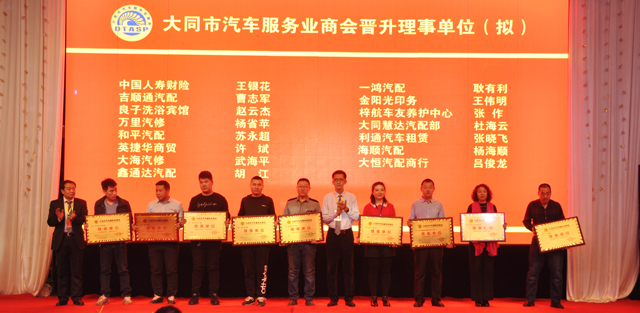 DTASP
大同市汽车服务业商会晋升理事单位（拟）
中国人寿财险 王银花
吉顺通汽配 曹志军
良子洗浴宾馆 赵云杰
万里汽修 杨省苹
和平汽配 苏永超
英捷华商贸 许斌
大海汽修 武海平
鑫通达汽配 胡江
一鸿汽配 耿有利
金阳光印务 王伟明
梓航车友养护中心 张作
大同慧达汽配部 杜海云
利通汽车租赁 张晓飞
海顺汽配 杨海顺
大恒汽配商行 吕俊龙